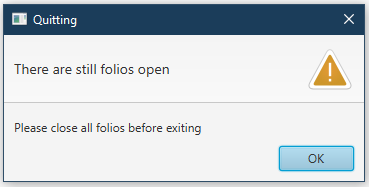 Quitting
There are still folios open
Please close all folios before exiting
OK